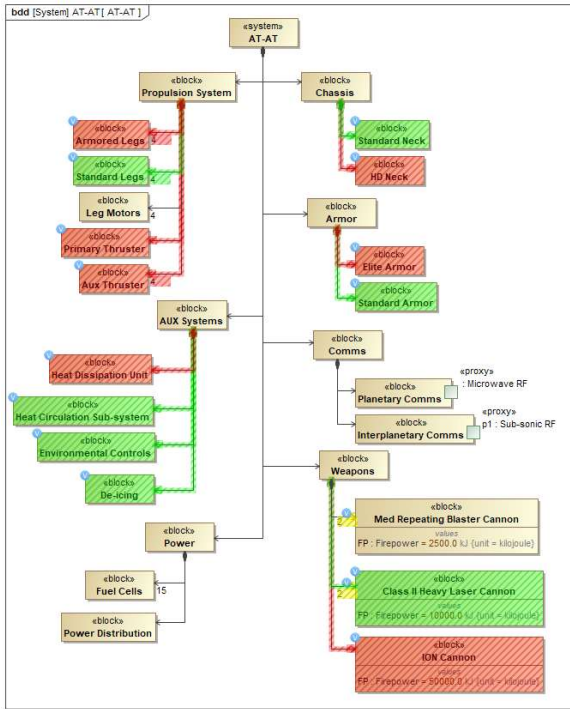 bdd [System] AT-AT[ AT-AT ]
«system»
AT-AT
«block»
Propulsion System
«block»
Chassis
«block»
Armored Legs
4
«block»
Standard Legs
4
«block»
Leg Motors
4
«block»
Primary Thruster
«block»
Aux Thruster
4
«block»
Standard Neck
«block»
HD Neck
«block»
Armor
«block»
Elite Armor
«block»
Standard Armor
«block»
AUX Systems
«block»
Heat Dissipation Unit
«block»
Heat Circulation Sub-system
«block»
Environmental Controls
«block»
De-icing
«block»
Comms
«block»
Planetary Comms
«proxy»
: Microwave RF
«block»
Interplanetary Comms
«proxy»
p1 : Sub-sonic RF
«block»
Power
«block»
Fuel Cells
15
«block»
Power Distribution
«block»
Weapons
2
«block»
Med Repeating Blaster Cannon
values
FP : Firepower = 2500.0 kJ {unit = kilojoule}
2
«block»
Class II Heavy Laser Cannon
values
FP : Firepower = 10000.0 kJ {unit = kilojoule}
«block»
ION Cannon
values
FP : Firepower = 50000.0 kJ {unit = kilojoule}